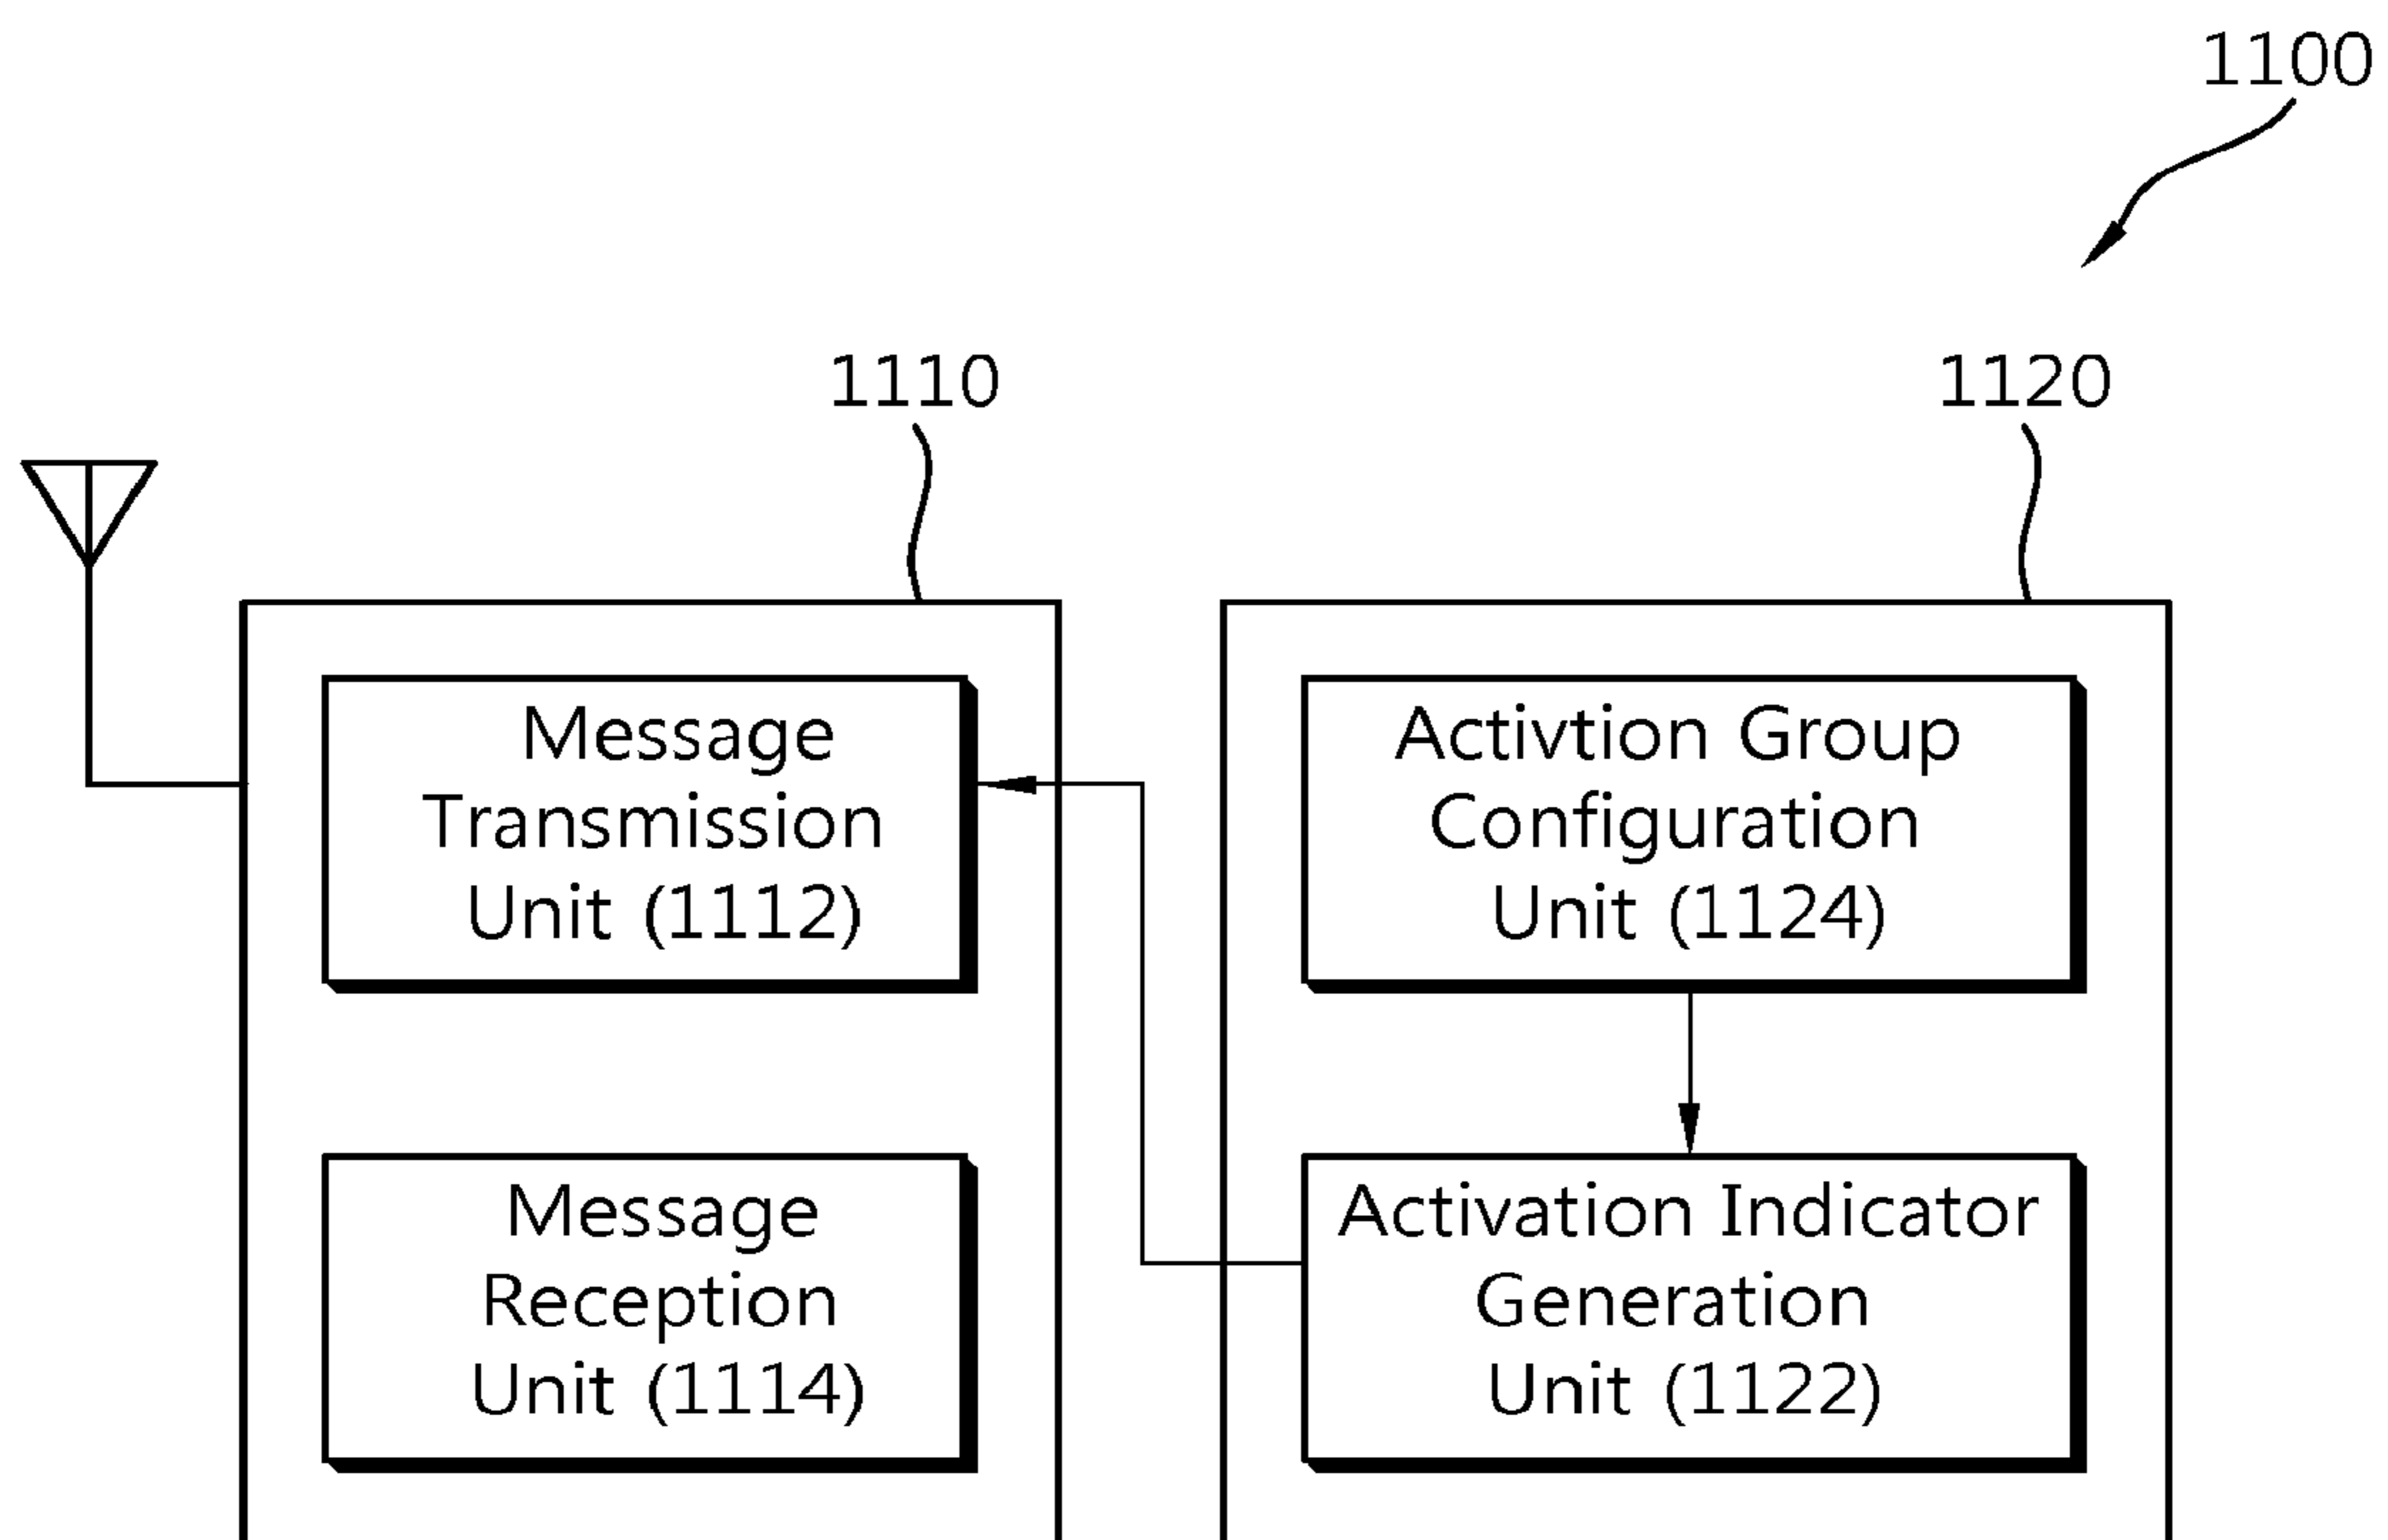 1100
1110
1120
Message
Transmission
Unit (1112)
Activtion Group
Configuration
Unit (1124)
Message
Reception
Unit (1114)
Activation Indicator
Generation
Unit (1122)